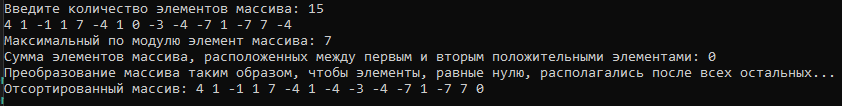 Введите количество элементов массива: 15
4 1 -1 1 7 -4 1 0 -3 -4 -7 1 -7 7 -4
Максимальный по модулю элемент массива: 7
Сумма элементов массива, расположенных между первым и вторым положительными элементами: 0
Преобразование массива таким образом, чтобы элементы, равные нулю, располагались после всех остальных...
Отсортированный массив: 4 1 -1 1 7 -4 1 -4 -3 -4 -7 1 -7 7 0